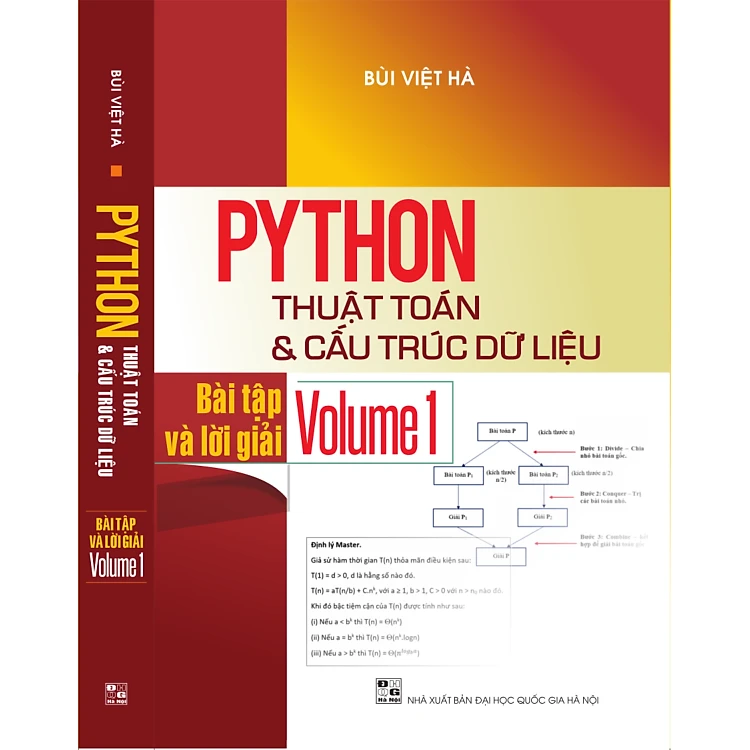 BÙI VIỆT HÀ
PYTHON
THUẬT TOÁN
& CẤU TRÚC DỮ LIỆU
BÀI TẬP
VÀ LỜI GIẢI
Volume 1
ĐH
QG
Hà Nội
BÙI VIỆT HÀ
PYTHON
THUẬT TOÁN
& CẤU TRÚC DỮ LIỆU
Bài tập
và lời giải
Volume 1
Bài toán P
(kích thước n)
Bước 1: Divide – Chia
nhỏ bài toán gốc.
Bài toán P₁
(kích thước
n/2)
Bài toán P₂
(kích thước n/2)
Bước 2: Conquer – Trị
các bài toán nhỏ.
Giải P₁
Giải P₂
Bước 3: Combine – kết
hợp để giải bài toán gốc
Giải P
Định lý Master.
Giả sử hàm thời gian T(n) thỏa mãn điều kiện sau:
T(1) = d > 0, d là hằng số nào đó.
T(n) = aT(n/b) + C.nᵏ, với a ≥ 1, b > 1, C > 0 với n > n₀ nào đó.
Khi đó bậc tiệm cận của T(n) được tính như sau:
(i) Nếu a < bᵏ thì T(n) = Θ(nᵏ)
(ii) Nếu a = bᵏ thì T(n) = Θ(nᵏ.logn)
(iii) Nếu a > bᵏ thì T(n) = Θ(n^logba)
ĐH
QG
Hà Nội
NHÀ XUẤT BẢN ĐẠI HỌC QUỐC GIA HÀ NỘI